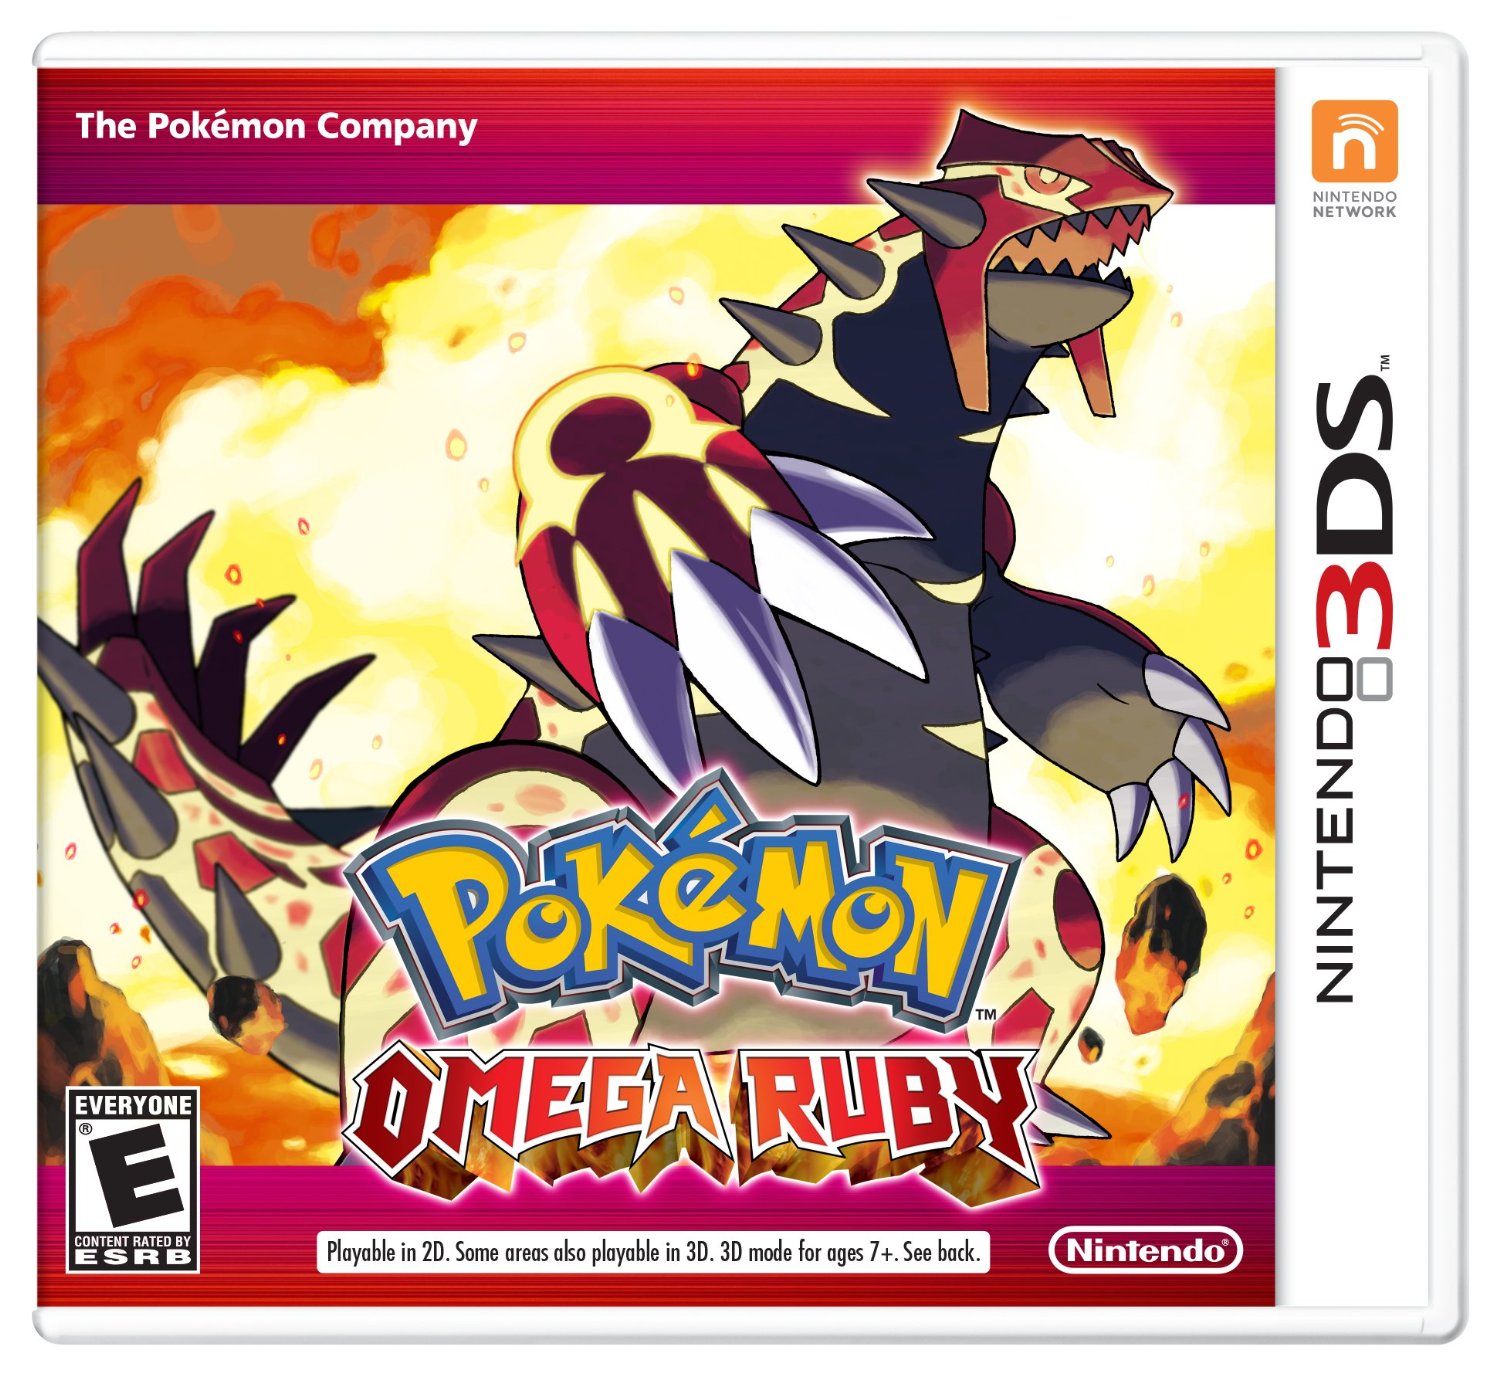 The Pokémon Company
n
NINTENDO
NETWORK
NINTENDO 3DS™
POKéMON™
OMEGA RUBY
EVERYONE
E®
CONTENT RATED BY
ESRB
Playable in 2D. Some areas also playable in 3D. 3D mode for ages 7+. See back.
Nintendo®